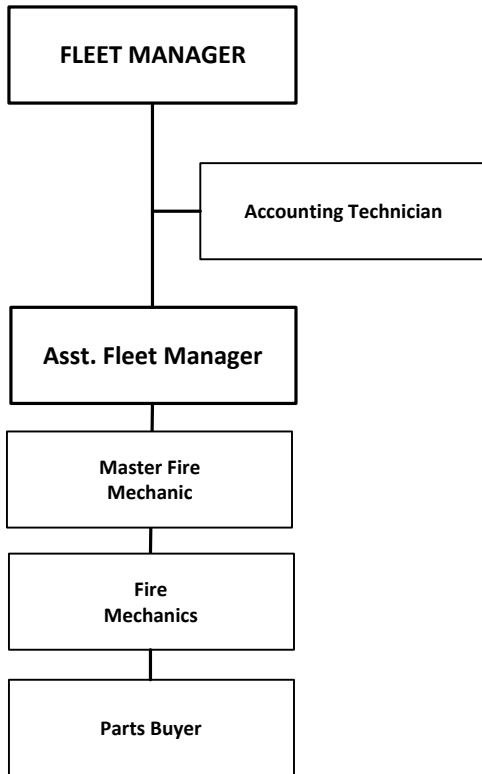 FLEET MANAGER
Accounting Technician
Asst. Fleet Manager
Master Fire
Mechanic
Fire
Mechanics
Parts Buyer